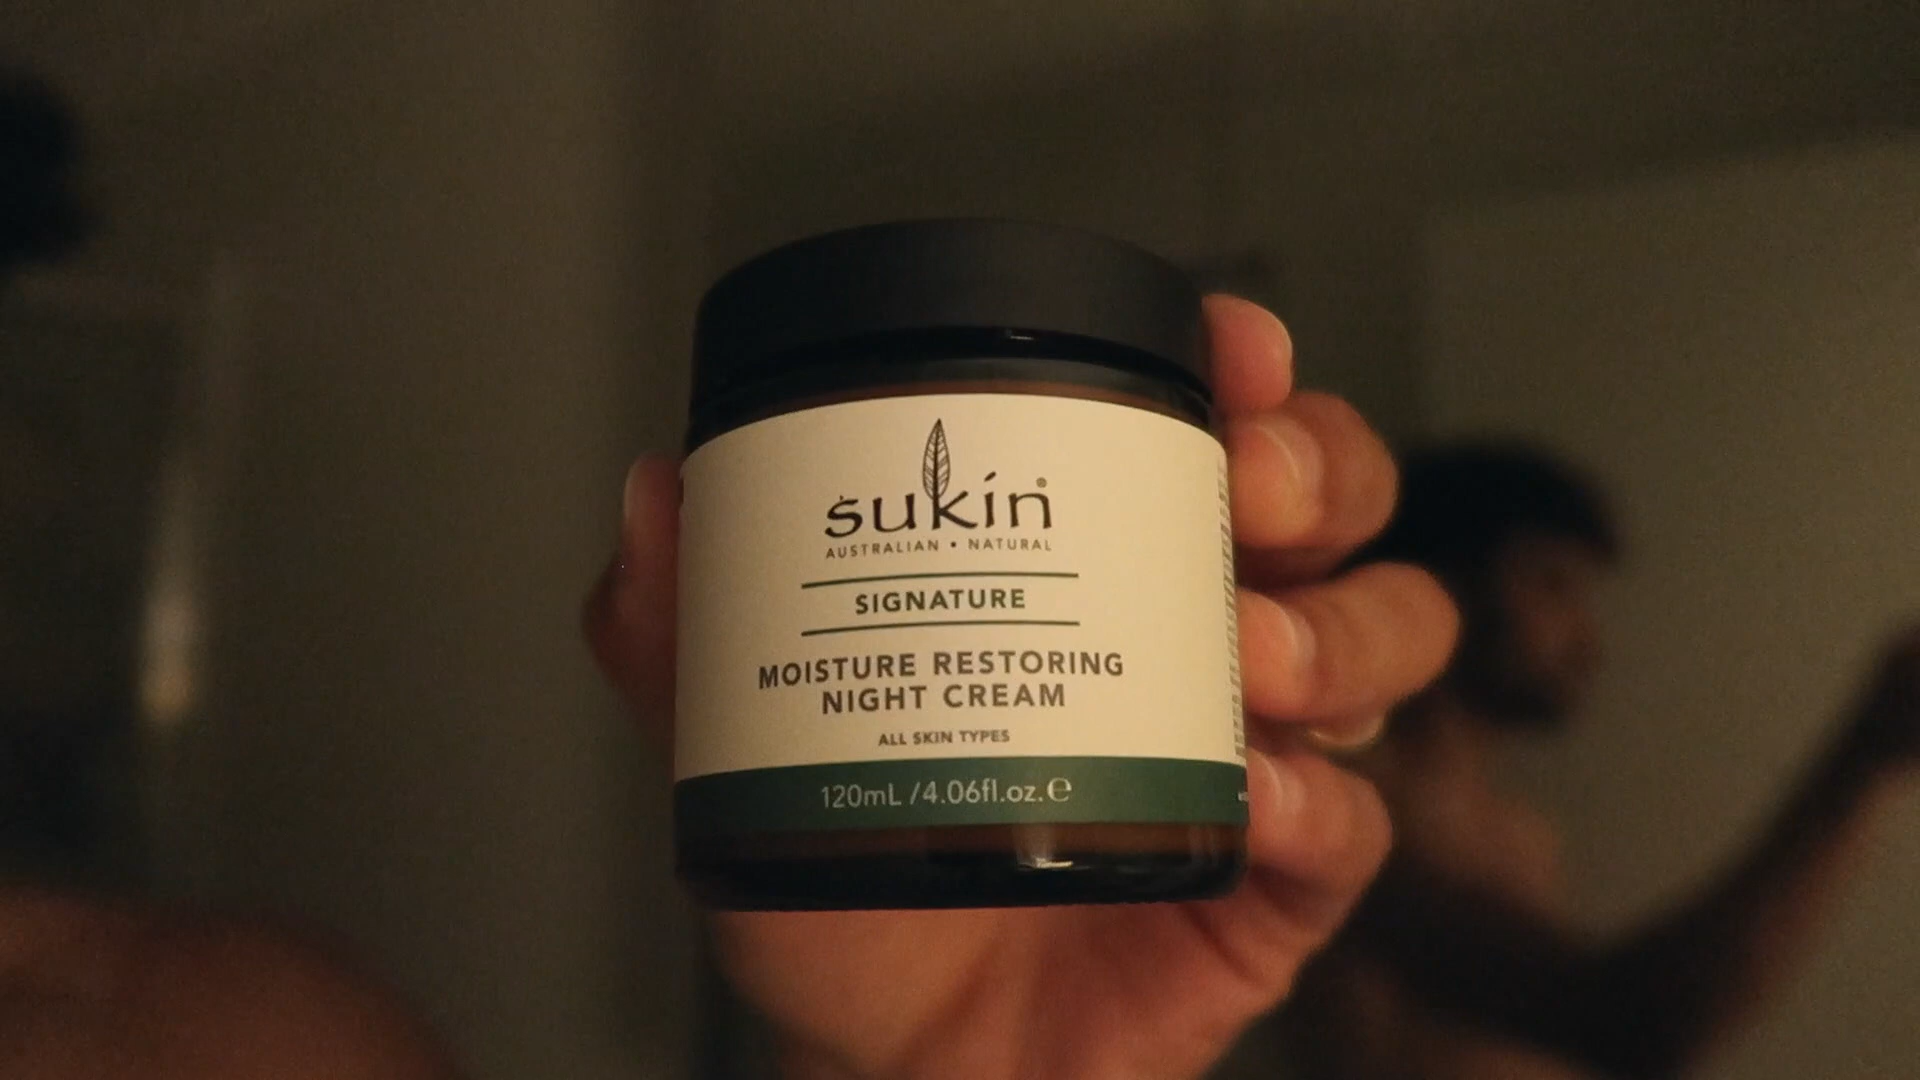 sukin®
AUSTRALIAN • NATURAL
SIGNATURE
MOISTURE RESTORING
NIGHT CREAM
ALL SKIN TYPES
120mL /4.06fl.oz.℮